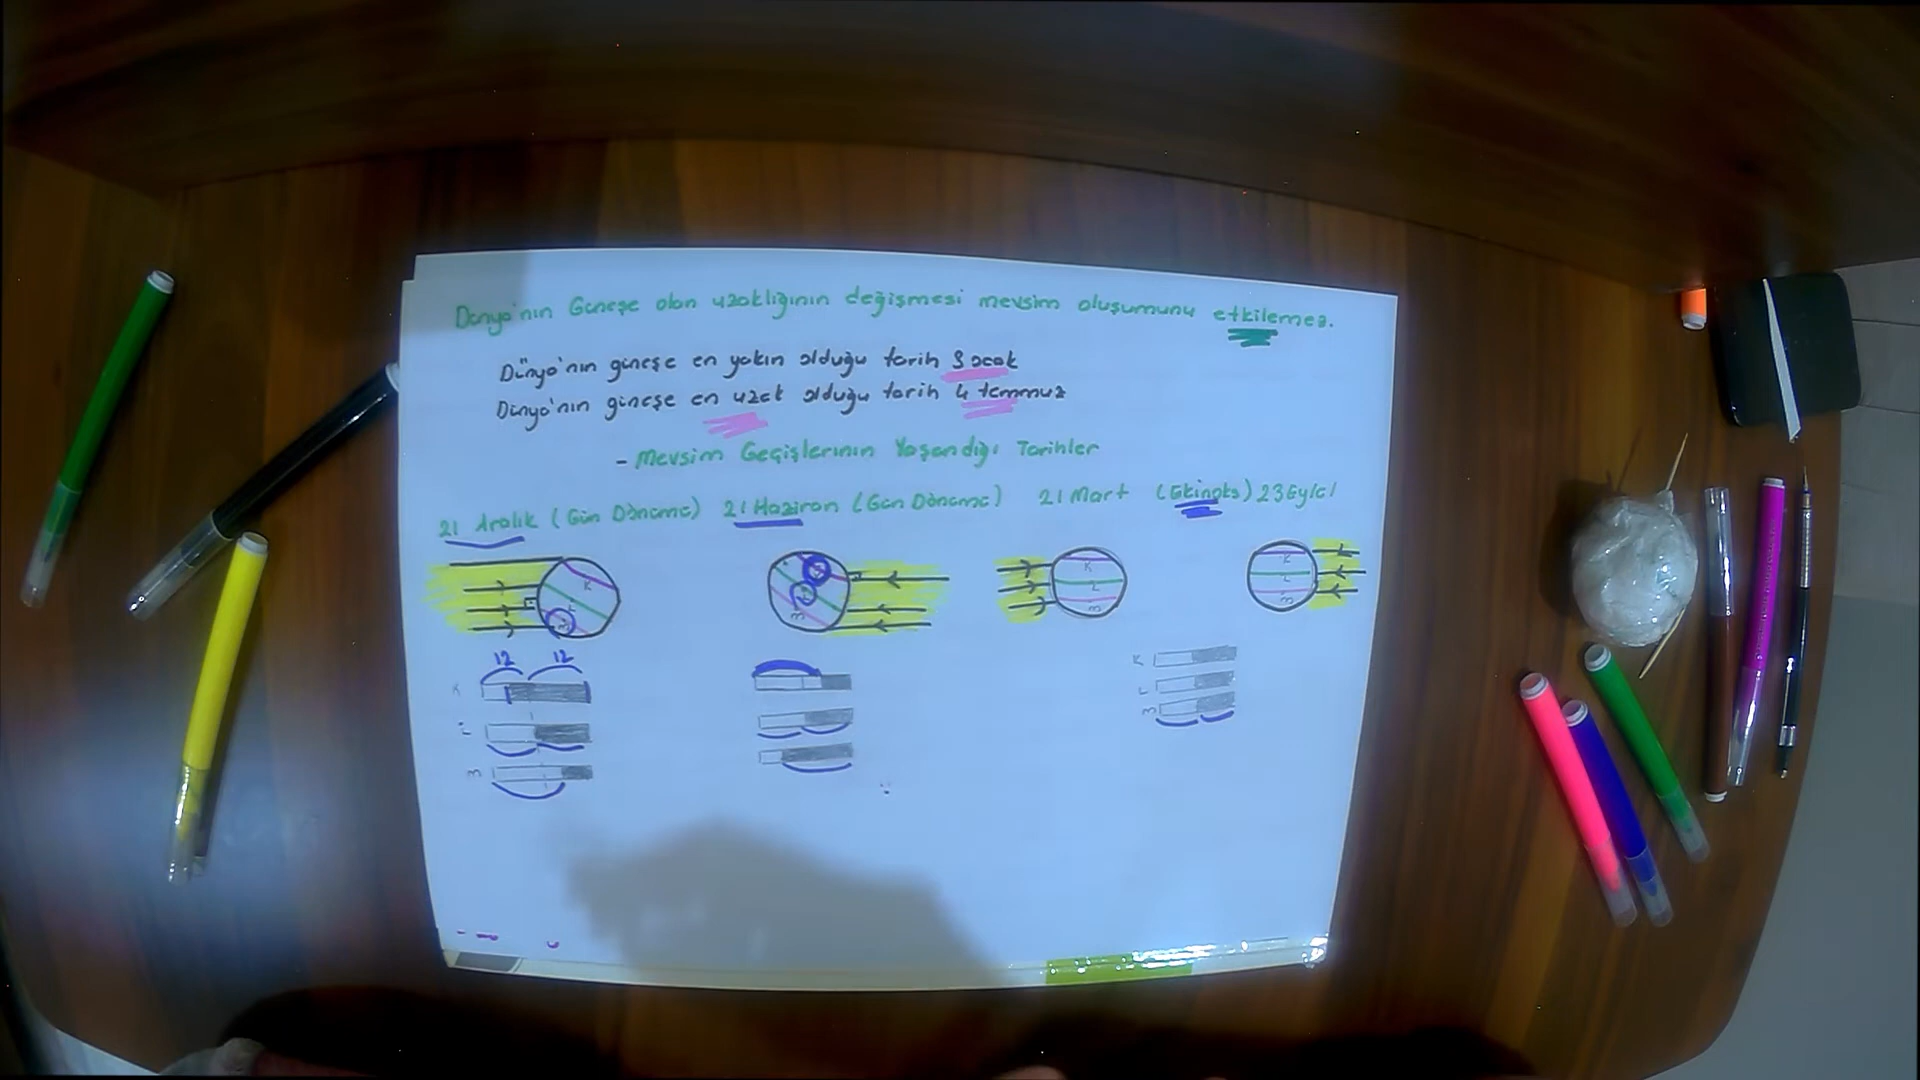 Dünya'nın Güneşe olan uzaklığının değişmesi mevsim oluşumunu etkilemez.
Dünya'nın güneşe en yakın olduğu tarih 3 ocak
Dünya'nın güneşe en uzak olduğu tarih 4 temmuz
- Mevsim Geçişlerinin Yaşandığı Tarihler
21 Aralık (Gün Dönümü) 21 Haziran (Gün Dönümü) 21 Mart (Ekinoks) 23 Eylül
K K K
L L L
M M M M
12 12
K K
L L
M M